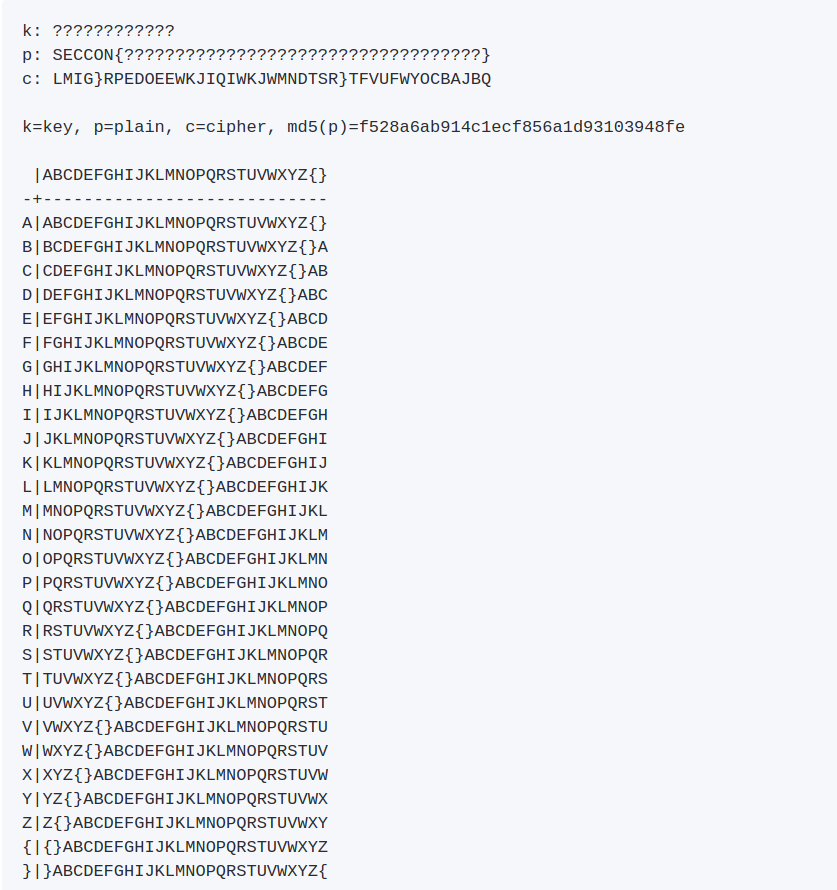 k: ????????????
p: SECCON{???????????????????????????????????}
c: LMIG}RPEDOEEWKJIQIWKJWMNDTSR}TFVUFWYOCBAJBQ

k=key, p=plain, c=cipher, md5(p)=f528a6ab914c1ecf856a1d93103948fe

 |ABCDEFGHIJKLMNOPQRSTUVWXYZ{}
-+----------------------------
A|ABCDEFGHIJKLMNOPQRSTUVWXYZ{}
B|BCDEFGHIJKLMNOPQRSTUVWXYZ{}A
C|CDEFGHIJKLMNOPQRSTUVWXYZ{}AB
D|DEFGHIJKLMNOPQRSTUVWXYZ{}ABC
E|EFGHIJKLMNOPQRSTUVWXYZ{}ABCD
F|FGHIJKLMNOPQRSTUVWXYZ{}ABCDE
G|GHIJKLMNOPQRSTUVWXYZ{}ABCDEF
H|HIJKLMNOPQRSTUVWXYZ{}ABCDEFG
I|IJKLMNOPQRSTUVWXYZ{}ABCDEFGH
J|JKLMNOPQRSTUVWXYZ{}ABCDEFGHI
K|KLMNOPQRSTUVWXYZ{}ABCDEFGHIJ
L|LMNOPQRSTUVWXYZ{}ABCDEFGHIJK
M|MNOPQRSTUVWXYZ{}ABCDEFGHIJKL
N|NOPQRSTUVWXYZ{}ABCDEFGHIJKLM
O|OPQRSTUVWXYZ{}ABCDEFGHIJKLMN
P|PQRSTUVWXYZ{}ABCDEFGHIJKLMNO
Q|QRSTUVWXYZ{}ABCDEFGHIJKLMNOP
R|RSTUVWXYZ{}ABCDEFGHIJKLMNOPQ
S|STUVWXYZ{}ABCDEFGHIJKLMNOPQR
T|TUVWXYZ{}ABCDEFGHIJKLMNOPQRS
U|UVWXYZ{}ABCDEFGHIJKLMNOPQRST
V|VWXYZ{}ABCDEFGHIJKLMNOPQRSTU
W|WXYZ{}ABCDEFGHIJKLMNOPQRSTUV
X|XYZ{}ABCDEFGHIJKLMNOPQRSTUVW
Y|YZ{}ABCDEFGHIJKLMNOPQRSTUVWX
Z|Z{}ABCDEFGHIJKLMNOPQRSTUVWXY
{|{}ABCDEFGHIJKLMNOPQRSTUVWXYZ
}|}ABCDEFGHIJKLMNOPQRSTUVWXYZ{